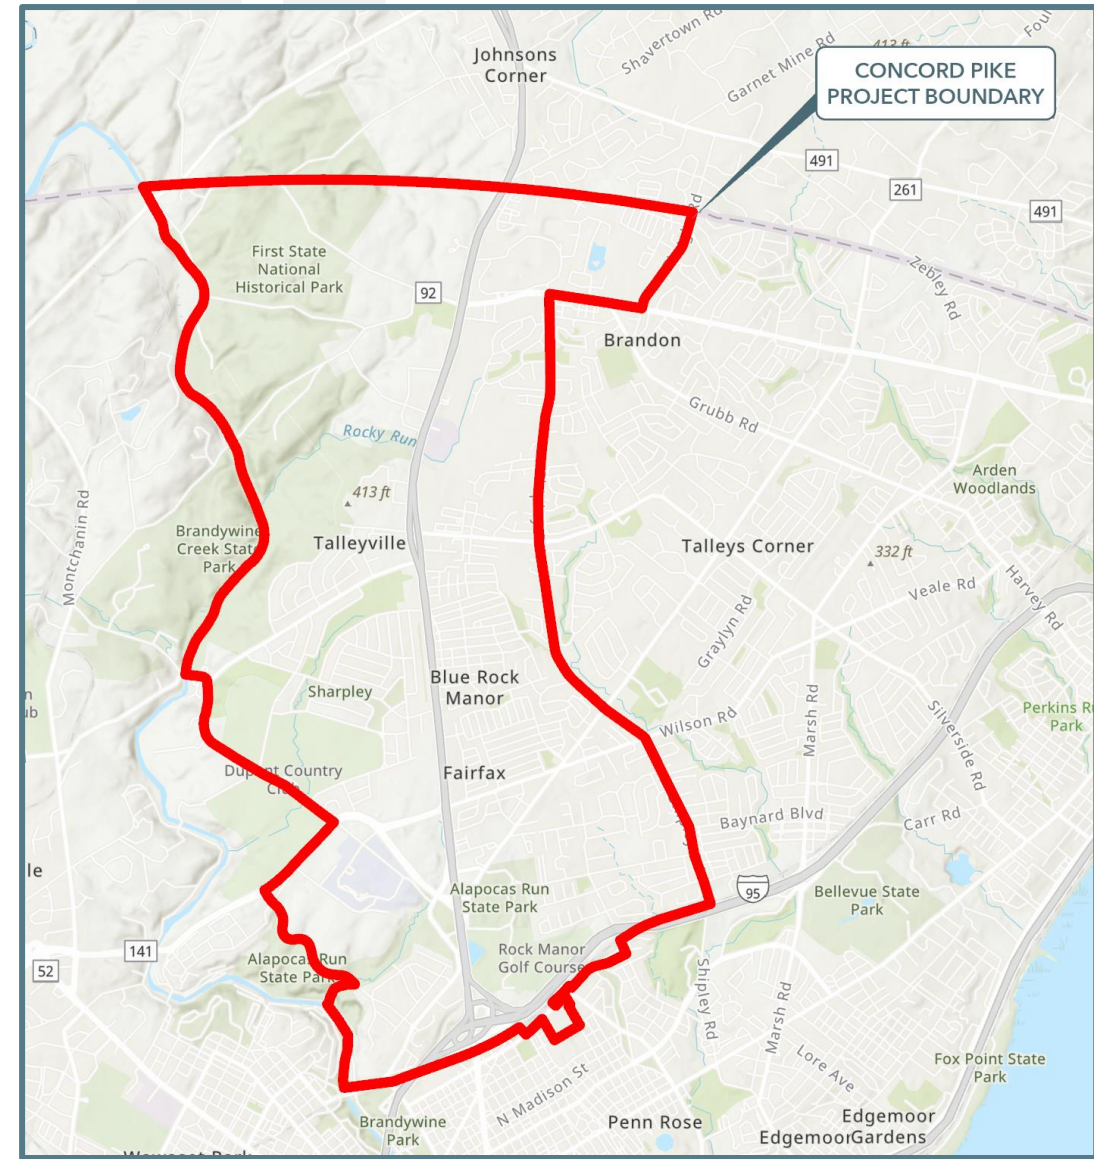 Johnsons
Corner
Shavertown Rd
Garnet Mine Rd
413 ft
CONCORD PIKE
PROJECT BOUNDARY
491
261
491
First State
National
Historical Park
92
Zebley Rd
Brandon
Grubb Rd
Rocky Run
Arden
Woodlands
413 ft
Montchanin Rd
Brandywine
Creek State
Park
Talleyville
Talleys Corner
332 ft
Harvey Rd
Veale Rd
Graylyn Rd
Blue Rock
Manor
Sharpley
Marsh Rd
Silverside Rd
Perkins
Park
Wilson Rd
Dupont Country
Club
Fairfax
Baynard Blvd
Carr Rd
95
Alapocas Run
State Park
Bellevue State
Park
Rock Manor
Golf Course
141
52
Alapocas Run
State Park
Shipley Rd
Marsh Rd
Lore Ave
Fox Point State
Park
N Madison St
Brandywine
Park
Penn Rose
Edgemoor
Edgemoor
Gardens